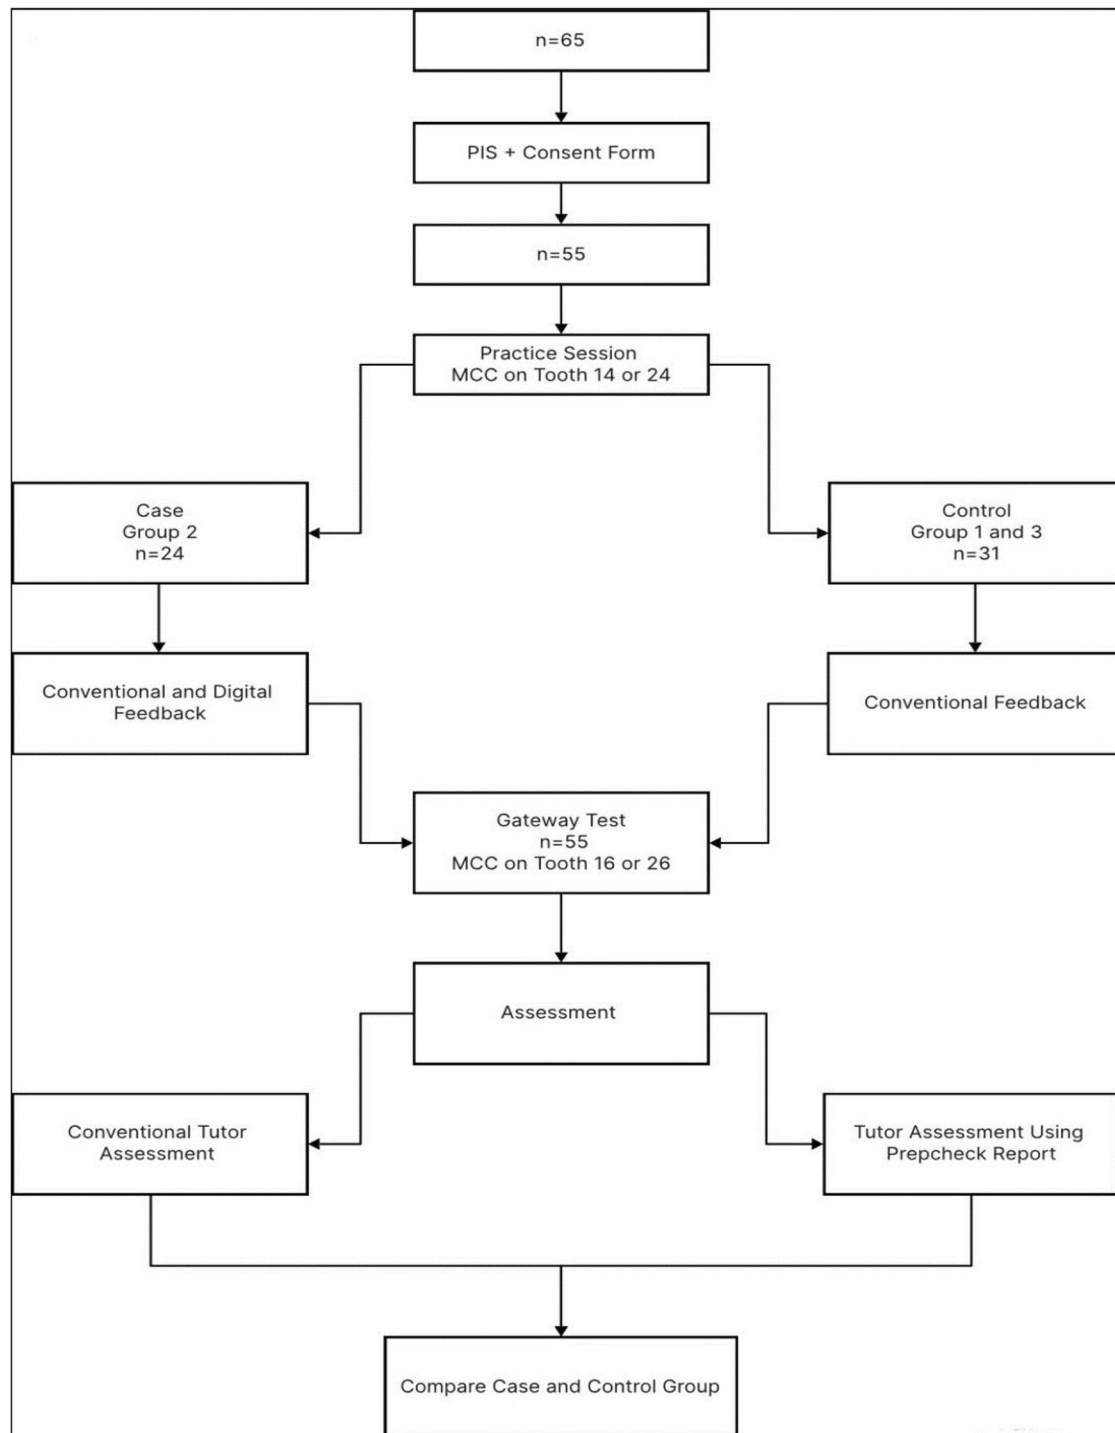 n=65
PIS + Consent Form
n=55
Practice Session
MCC on Tooth 14 or 24
Case
Group 2
n=24
Control
Group 1 and 3
n=31
Conventional and Digital
Feedback
Conventional Feedback
Gateway Test
n=55
MCC on Tooth 16 or 26
Assessment
Conventional Tutor
Assessment
Tutor Assessment Using
Prepcheck Report
Compare Case and Control Group